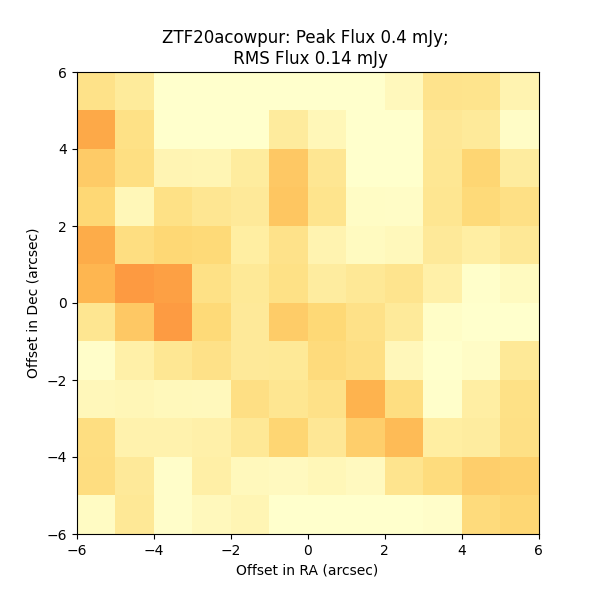 ZTF20acowpur: Peak Flux 0.4 mJy;
RMS Flux 0.14 mJy
6
4
2
0
−2
−4
−6
Offset in Dec (arcsec)
−6 −4 −2 0 2 4 6
Offset in RA (arcsec)